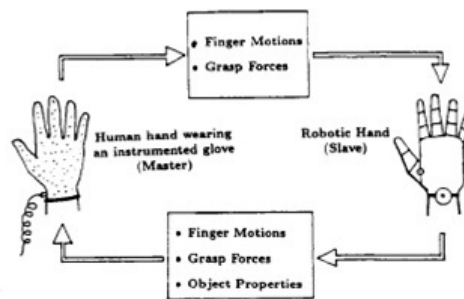 • Finger Motions
• Grasp Forces
Human hand wearing
an instrumented glove
(Master)
Robotic Hand
(Slave)
• Finger Motions
• Grasp Forces
• Object Properties